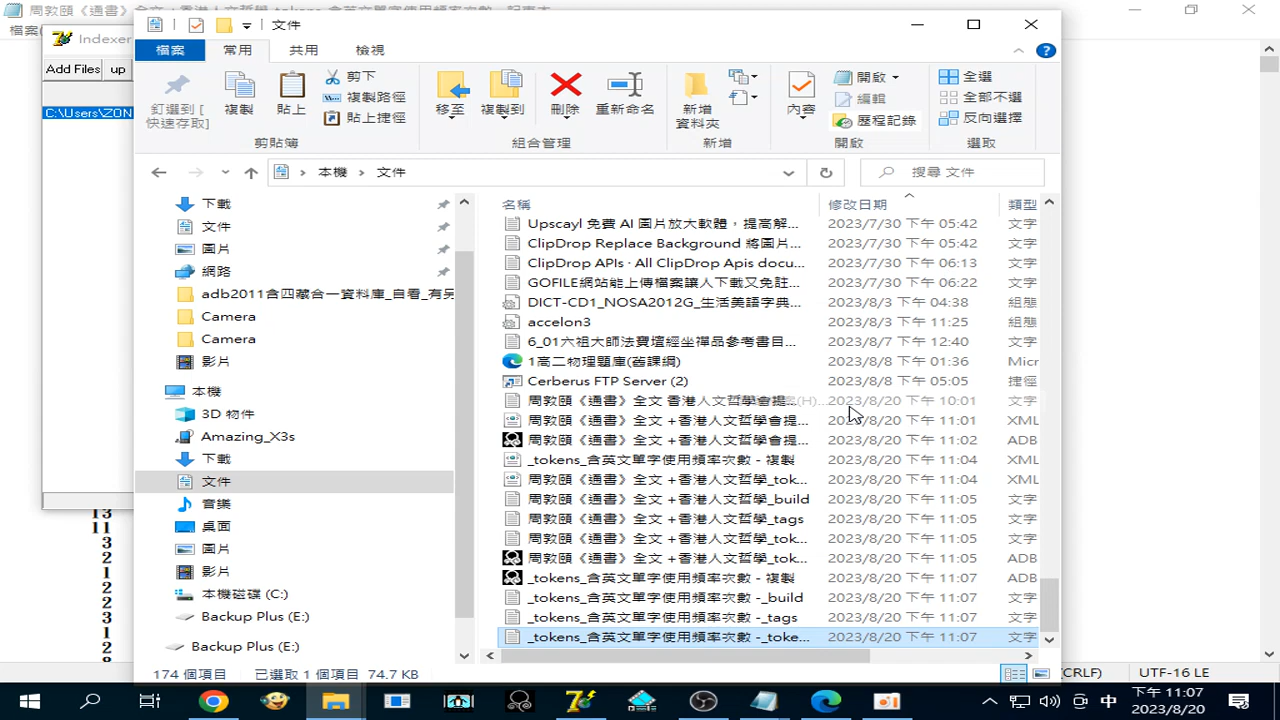 文件
檔案
常用
共用
檢視
Indexer
Add Files
up
C:\Users\ZON
釘選到 [
快速存取]
複製
貼上
剪下
複製路徑
貼上捷徑
剪貼簿
移至
複製到
刪除
重新命名
組合管理
新增
資料夾
新增
內容
開啟
編輯
歷程記錄
開啟
全選
全部不選
反向選擇
選取
本機
文件
搜尋 文件
下載
文件
圖片
網路
adb2011含四藏合一資料庫_自看_有另
Camera
Camera
影片
本機
3D 物件
Amazing_X3s
下載
文件
音樂
桌面
圖片
影片
本機磁碟 (C:)
Backup Plus (E:)
Backup Plus (E:)
名稱 修改日期 類型
Upscayl 免費 AI 圖片放大軟體，提高解... 2023/7/30 下午 05:42 文字
ClipDrop Replace Background 將圖片... 2023/7/30 下午 05:42 文字
ClipDrop APIs · All ClipDrop Apis docu... 2023/7/30 下午 06:13 文字
GOFILE網站能上傳檔案讓人下載又免註... 2023/7/30 下午 06:22 文字
DICT-CD1_NOSA2012G_生活美語字典... 2023/8/3 下午 04:38 組態
accelon3 2023/8/3 下午 11:25 組態
6_01六祖大師法寶壇經坐禪品參考書目... 2023/8/7 下午 12:40 文字
1高二物理題庫(舊課綱) 2023/8/8 下午 01:36 Micr
Cerberus FTP Server (2) 2023/8/8 下午 05:05 捷徑
周敦頤《通書》全文 香港人文哲學會提... 2023/8/20 下午 10:01 文字
周敦頤《通書》全文 +香港人文哲學會提... 2023/8/20 下午 11:01 XML
周敦頤《通書》全文 +香港人文哲學會提... 2023/8/20 下午 11:02 ADB
_tokens_含英文單字使用頻率次數 - 複製 2023/8/20 下午 11:04 XML
周敦頤《通書》全文 +香港人文哲學_tok... 2023/8/20 下午 11:04 XML
周敦頤《通書》全文 +香港人文哲學_build 2023/8/20 下午 11:05 文字
周敦頤《通書》全文 +香港人文哲學_tags 2023/8/20 下午 11:05 文字
周敦頤《通書》全文 +香港人文哲學_tok... 2023/8/20 下午 11:05 文字
周敦頤《通書》全文 +香港人文哲學_tok... 2023/8/20 下午 11:05 ADB
_tokens_含英文單字使用頻率次數 - 複製 2023/8/20 下午 11:07 ADB
_tokens_含英文單字使用頻率次數 -_build 2023/8/20 下午 11:07 文字
_tokens_含英文單字使用頻率次數 -_tags 2023/8/20 下午 11:07 文字
_tokens_含英文單字使用頻率次數 -_toke... 2023/8/20 下午 11:07 文字
13
11
3
2
1
2
2
3
1
2
8
174 個項目 已選取 1 個項目 74.7 KB
(CRLF) UTF-16 LE
中
下午 11:07
2023/8/20